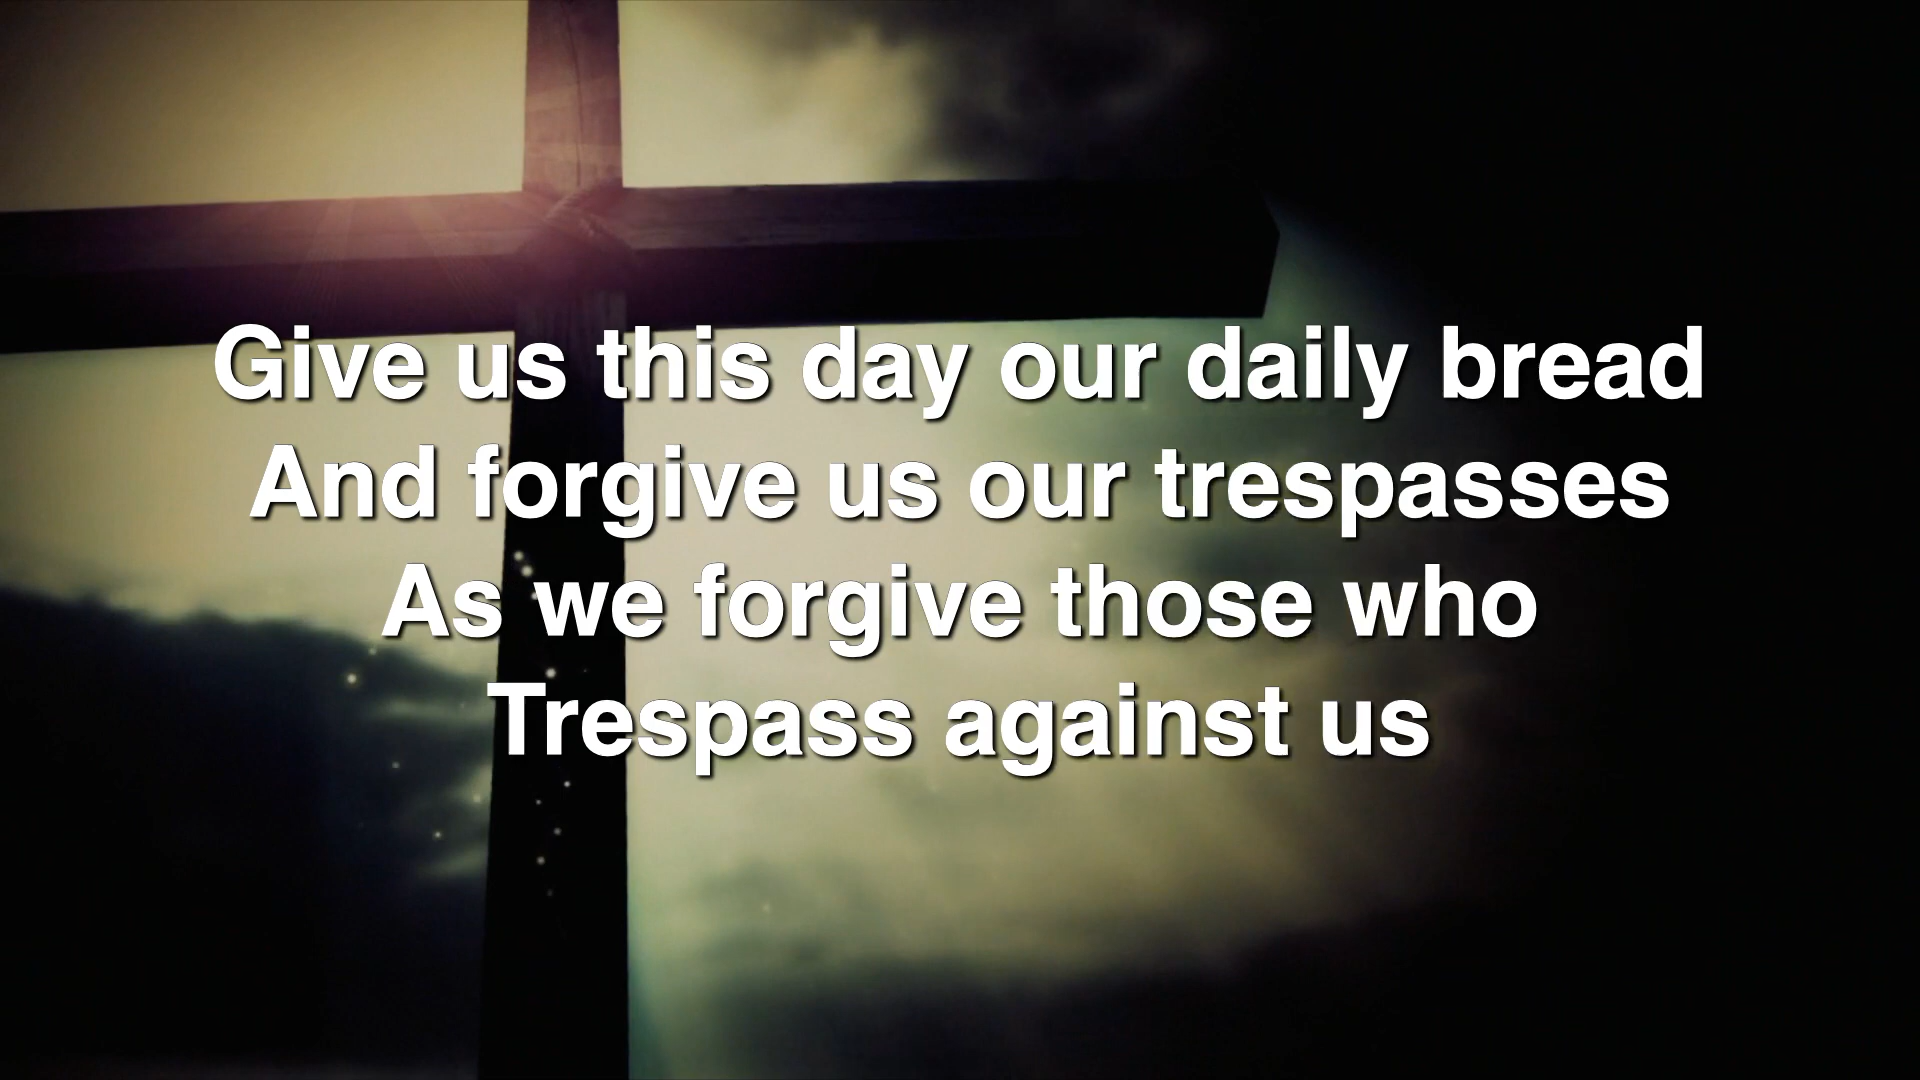 Give us this day our daily bread
And forgive us our trespasses
As we forgive those who
Trespass against us